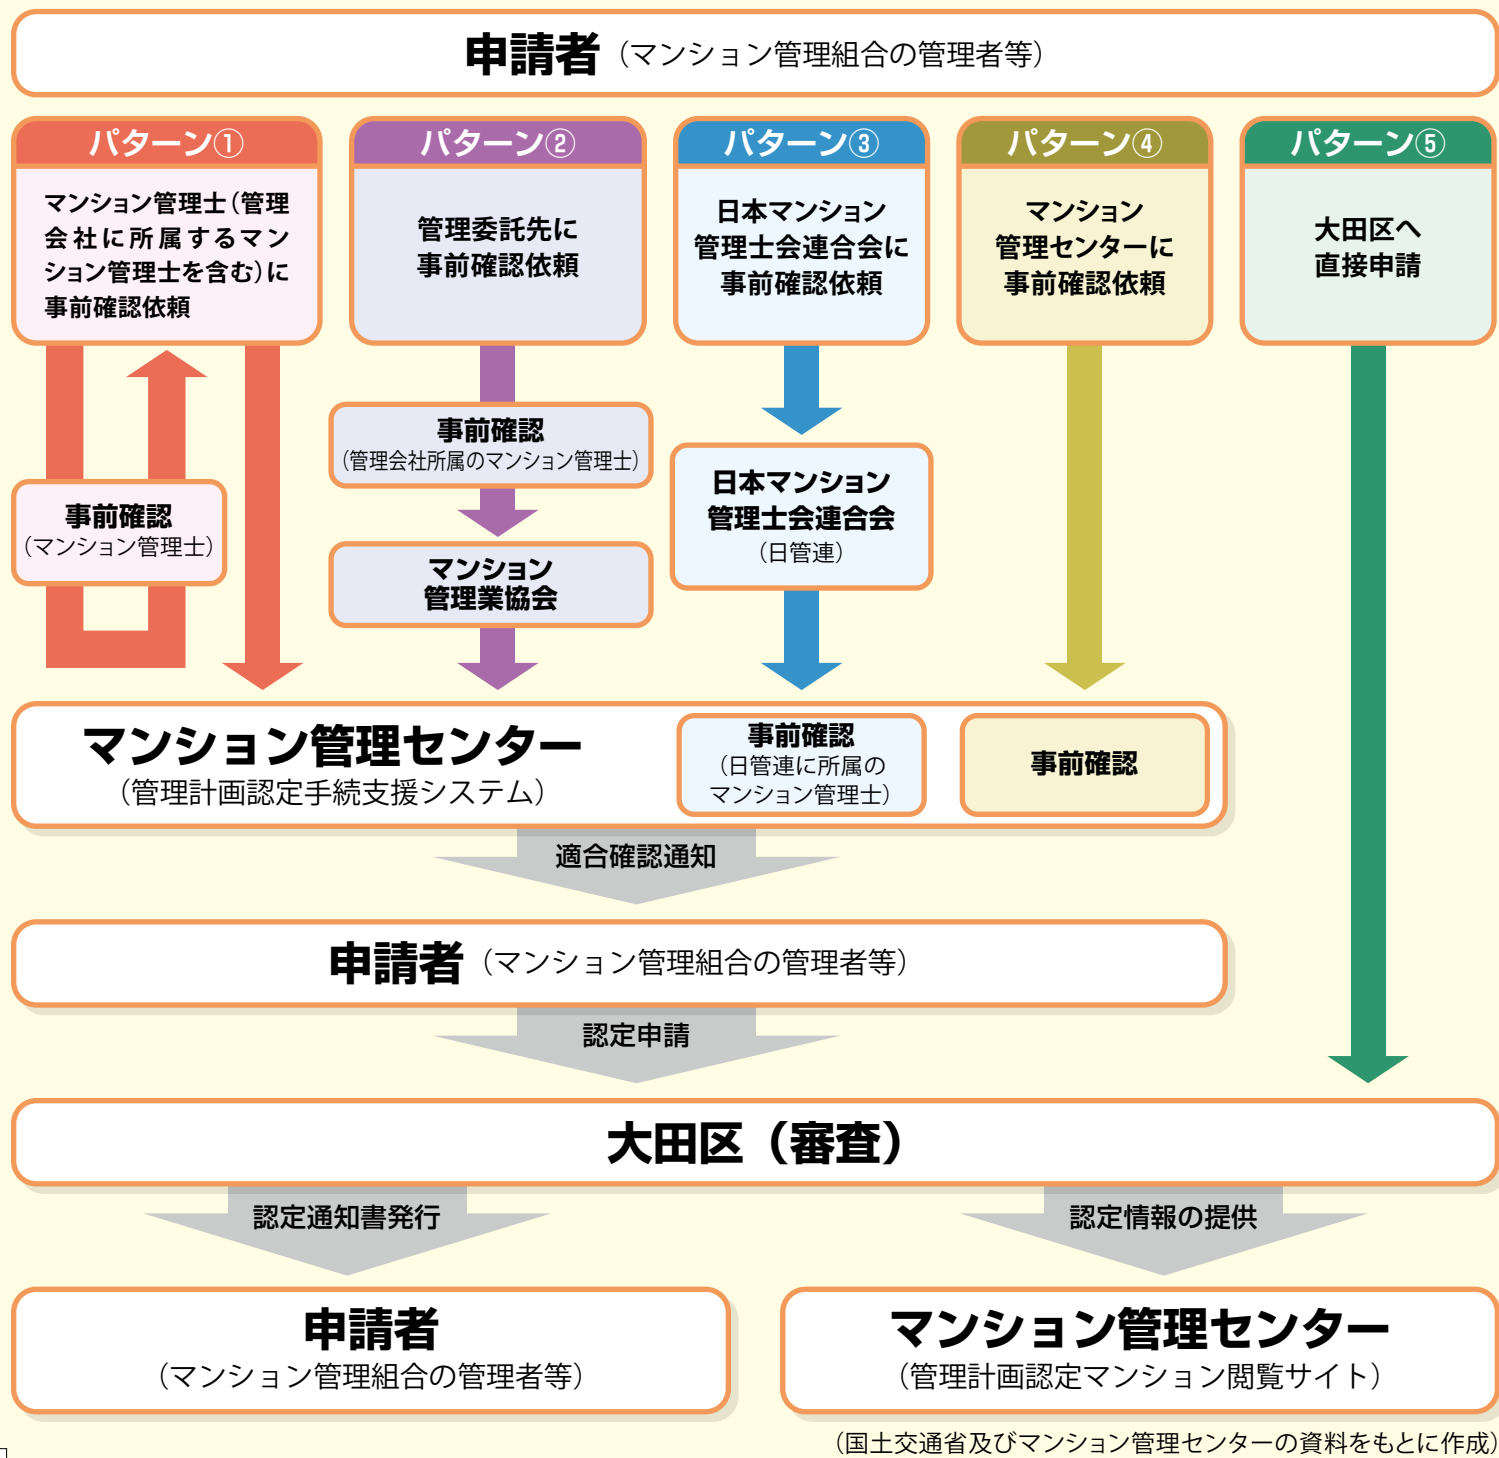 申請者（マンション管理組合の管理者等）
パターン①
マンション管理士（管理
会社に所属するマン
ション管理士を含む）に
事前確認依頼
パターン②
管理委託先に
事前確認依頼
パターン③
日本マンション
管理士会連合会に
事前確認依頼
パターン④
マンション
管理センターに
事前確認依頼
パターン⑤
大田区へ
直接申請
事前確認
（マンション管理士）
事前確認
（管理会社所属のマンション管理士）
マンション
管理業協会
日本マンション
管理士会連合会
（日管連）
マンション管理センター
（管理計画認定手続支援システム）
事前確認
（日管連に所属の
マンション管理士）
事前確認
適合確認通知
申請者（マンション管理組合の管理者等）
認定申請
大田区（審査）
認定通知書発行
認定情報の提供
申請者
（マンション管理組合の管理者等）
マンション管理センター
（管理計画認定マンション閲覧サイト）
（国土交通省及びマンション管理センターの資料をもとに作成）